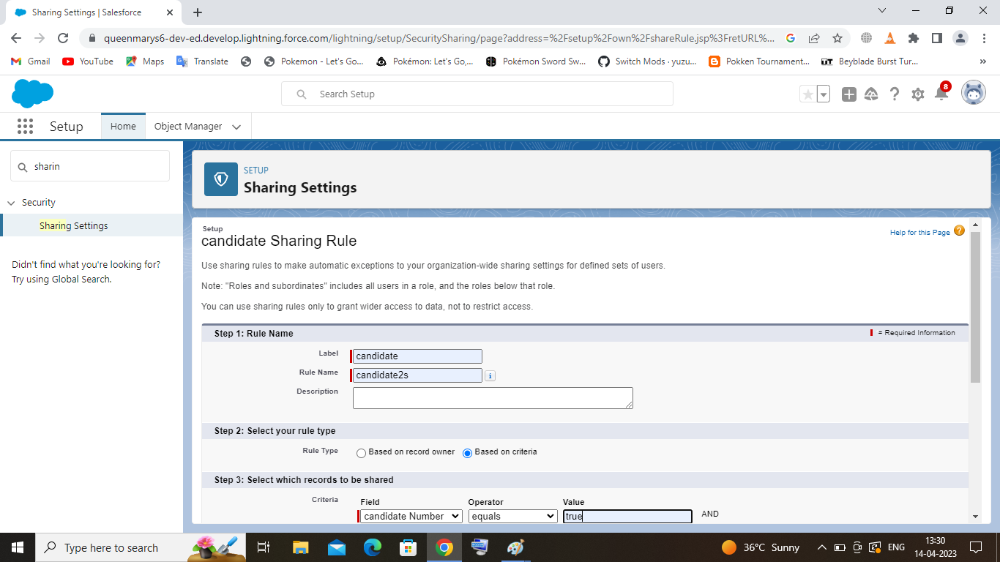 Sharing Settings | Salesforce
queenmarys6-dev-ed.develop.lightning.force.com/lightning/setup/SecuritySharing/page?address=%2Fsetup%2Fown%2FshareRule.jsp%3FretURL%...
Gmail YouTube Maps Translate Pokemon - Let's Go... Pokémon: Let's Go,... Pokémon Sword Sw... Switch Mods · yuzu... Pokken Tournament... Beyblade Burst Tur... »
Search Setup
8
Setup Home Object Manager
sharin
Security
Sharing Settings
Didn't find what you're looking for?
Try using Global Search.
SETUP
Sharing Settings
Setup
candidate Sharing Rule
Help for this Page ?
Use sharing rules to make automatic exceptions to your organization-wide sharing settings for defined sets of users.
Note: "Roles and subordinates" includes all users in a role, and the roles below that role.
You can use sharing rules only to grant wider access to data, not to restrict access.
Step 1: Rule Name = Required Information
Label candidate
Rule Name candidate2s i
Description
Step 2: Select your rule type
Rule Type Based on record owner Based on criteria
Step 3: Select which records to be shared
Criteria Field Operator Value
candidate Number equals true AND
Type here to search
36°C Sunny ENG 13:30
14-04-2023